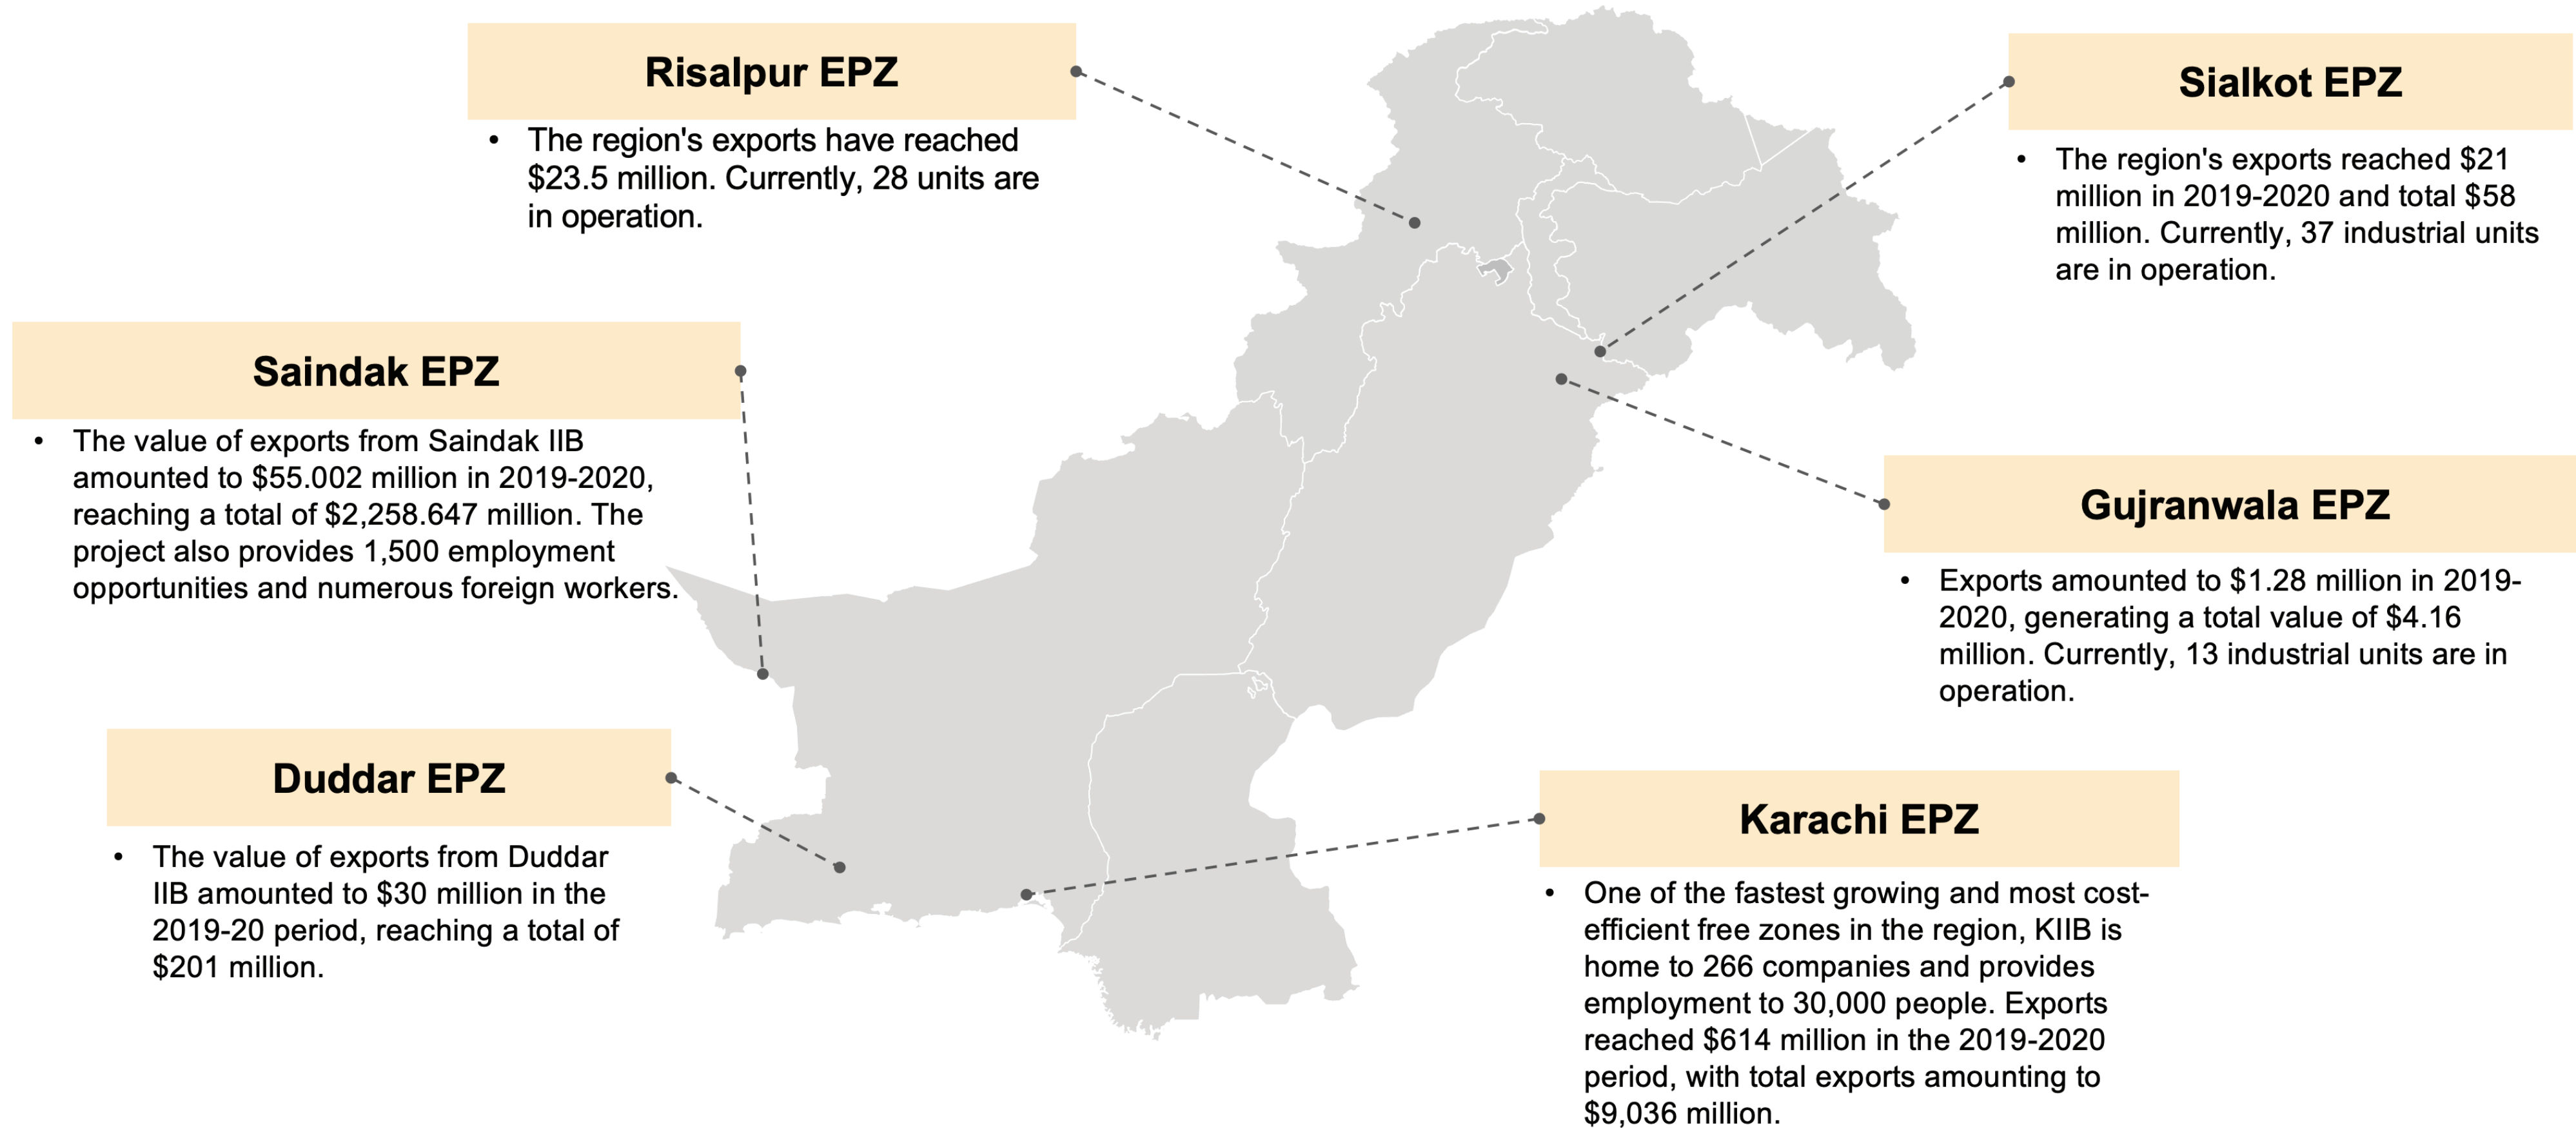 Risalpur EPZ
• The region's exports have reached
$23.5 million. Currently, 28 units are
in operation.
Sialkot EPZ
• The region's exports reached $21
million in 2019-2020 and total $58
million. Currently, 37 industrial units
are in operation.
Saindak EPZ
• The value of exports from Saindak IIB
amounted to $55.002 million in 2019-2020,
reaching a total of $2,258.647 million. The
project also provides 1,500 employment
opportunities and numerous foreign workers.
Gujranwala EPZ
• Exports amounted to $1.28 million in 2019-
2020, generating a total value of $4.16
million. Currently, 13 industrial units are in
operation.
Duddar EPZ
• The value of exports from Duddar
IIB amounted to $30 million in the
2019-20 period, reaching a total of
$201 million.
Karachi EPZ
• One of the fastest growing and most cost-
efficient free zones in the region, KIIB is
home to 266 companies and provides
employment to 30,000 people. Exports
reached $614 million in the 2019-2020
period, with total exports amounting to
$9,036 million.